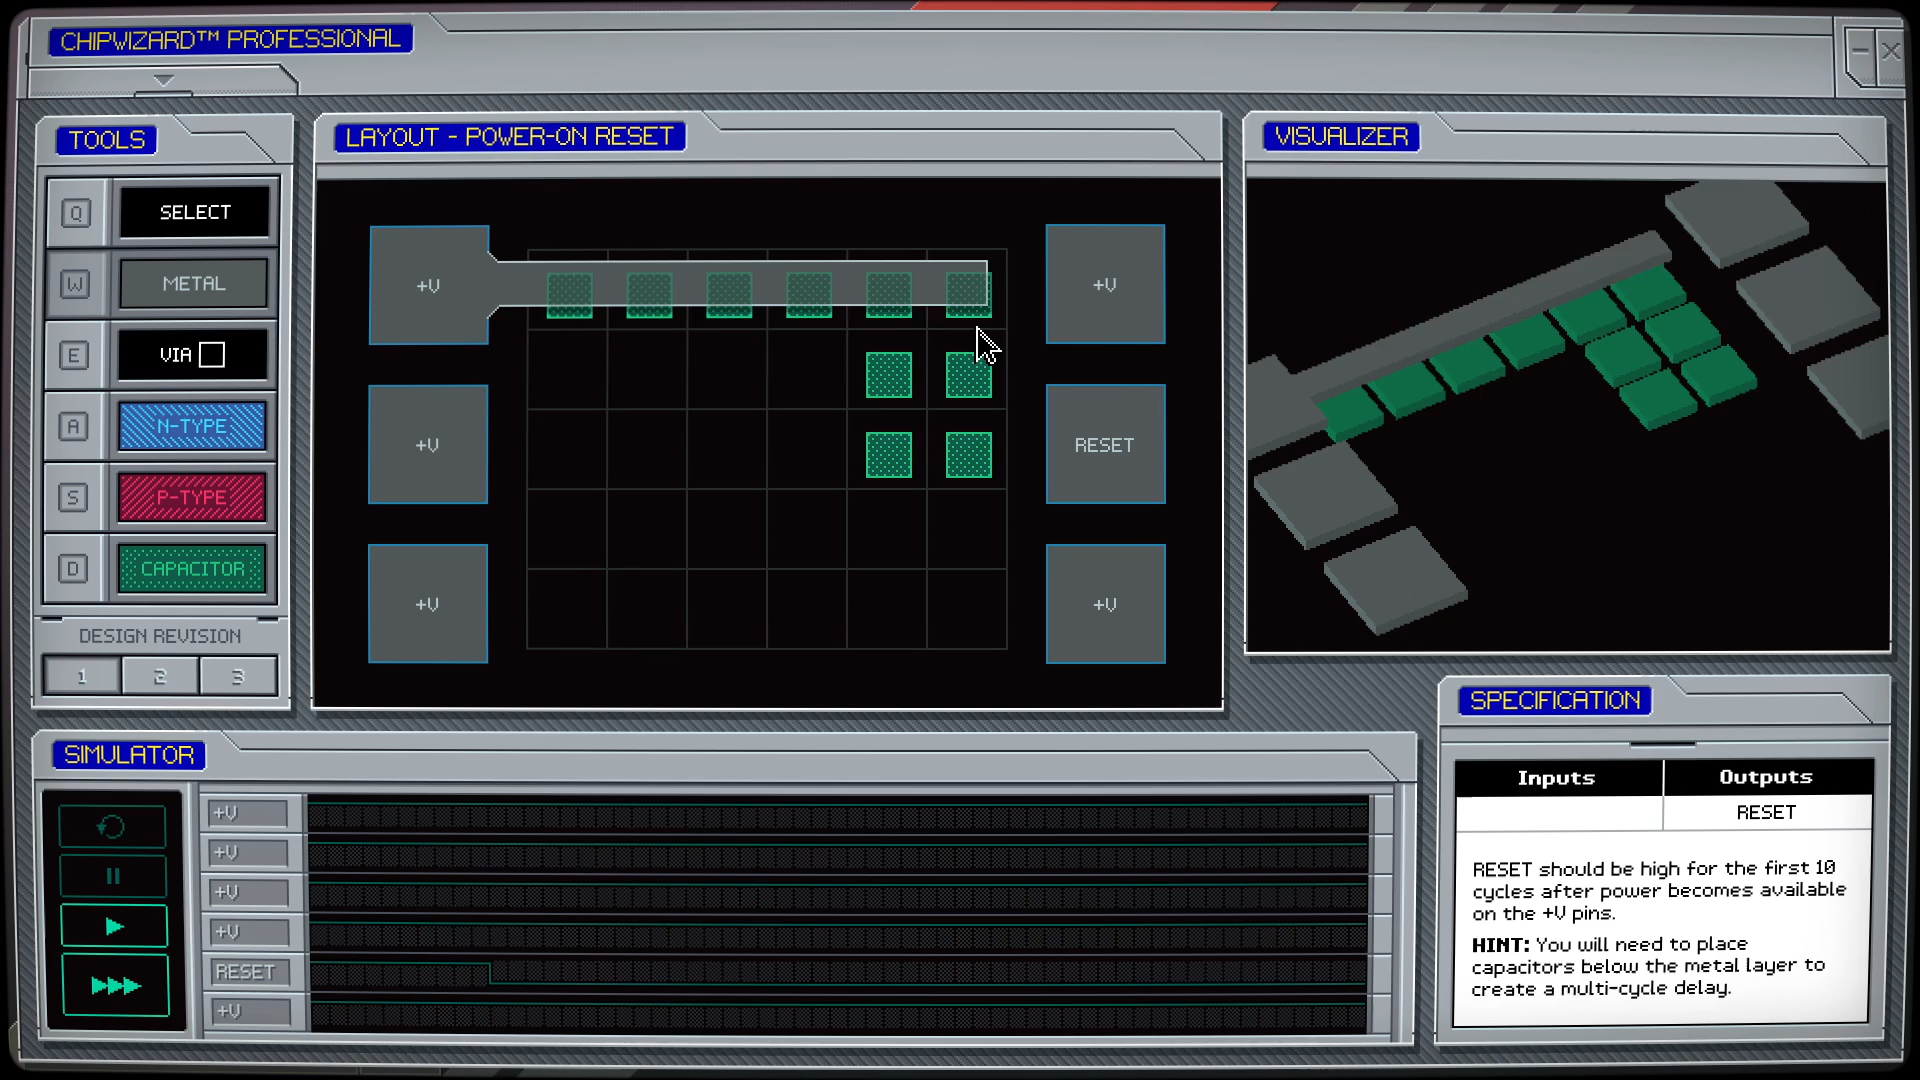 CHIPWIZARD™ PROFESSIONAL
TOOLS
Q SELECT
W METAL
E VIA
A N-TYPE
S P-TYPE
D CAPACITOR
DESIGN REVISION
1 2 3
LAYOUT - POWER-ON RESET
+V
+V
+V
+V
RESET
+V
VISUALIZER
SIMULATOR
+V
+V
+V
+V
RESET
+V
SPECIFICATION
Inputs Outputs
RESET
RESET should be high for the first 10
cycles after power becomes available
on the +V pins.
HINT: You will need to place
capacitors below the metal layer to
create a multi-cycle delay.